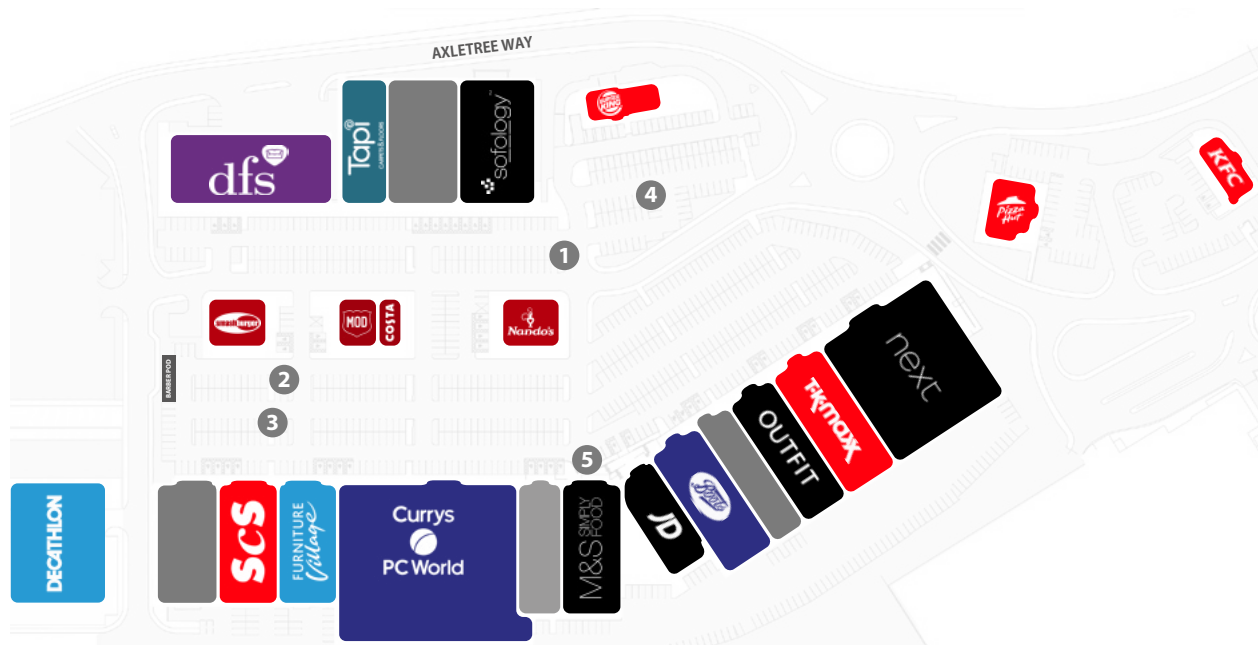 AXLETREE WAY
BURGER
KING
Tapi
CARPETS & FLOORS
sofology
dfs
KFC
Pizza
Hut
4
1
smashburger
MOD
COSTA
Nando's
BARBER POD
2
3
next
T·K·maxx
OUTFIT
Boots
JD
5
DECATHLON
SCS
FURNITURE
Village
Currys
PC World
M&S
SIMPLY
FOOD